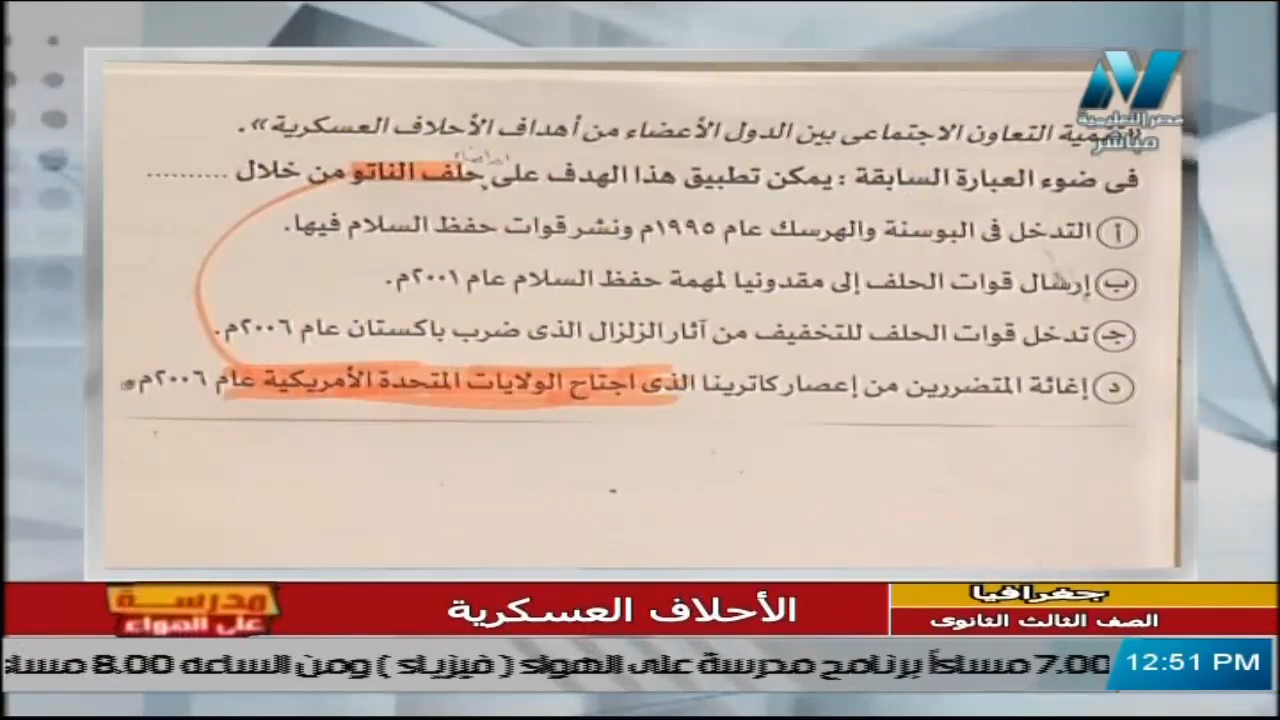 مصر التعليمية
مباشر
التعاون الاجتماعى بين الدول الأعضاء من أهداف الأحلاف العسكرية».
فى ضوء العبارة السابقة : يمكن تطبيق هذا الهدف على حلف الناتو من خلال ..........
أ التدخل فى البوسنة والهرسك عام ١٩٩٥م ونشر قوات حفظ السلام فيها.
ب إرسال قوات الحلف إلى مقدونيا لمهمة حفظ السلام عام ٢٠٠١م.
جـ تدخل قوات الحلف للتخفيف من آثار الزلزال الذى ضرب باكستان عام ٢٠٠٦م.
د إغاثة المتضررين من إعصار كاترينا الذى اجتاح الولايات المتحدة الأمريكية عام ٢٠٠٦م.
جغرافيا
الصف الثالث الثانوى
الأحلاف العسكرية
مدرسة
على الهواء
12:51 PM
7.00 مساءاً برنامج مدرسة على الهواء ( فيزياء ) ومن الساعه 8.00